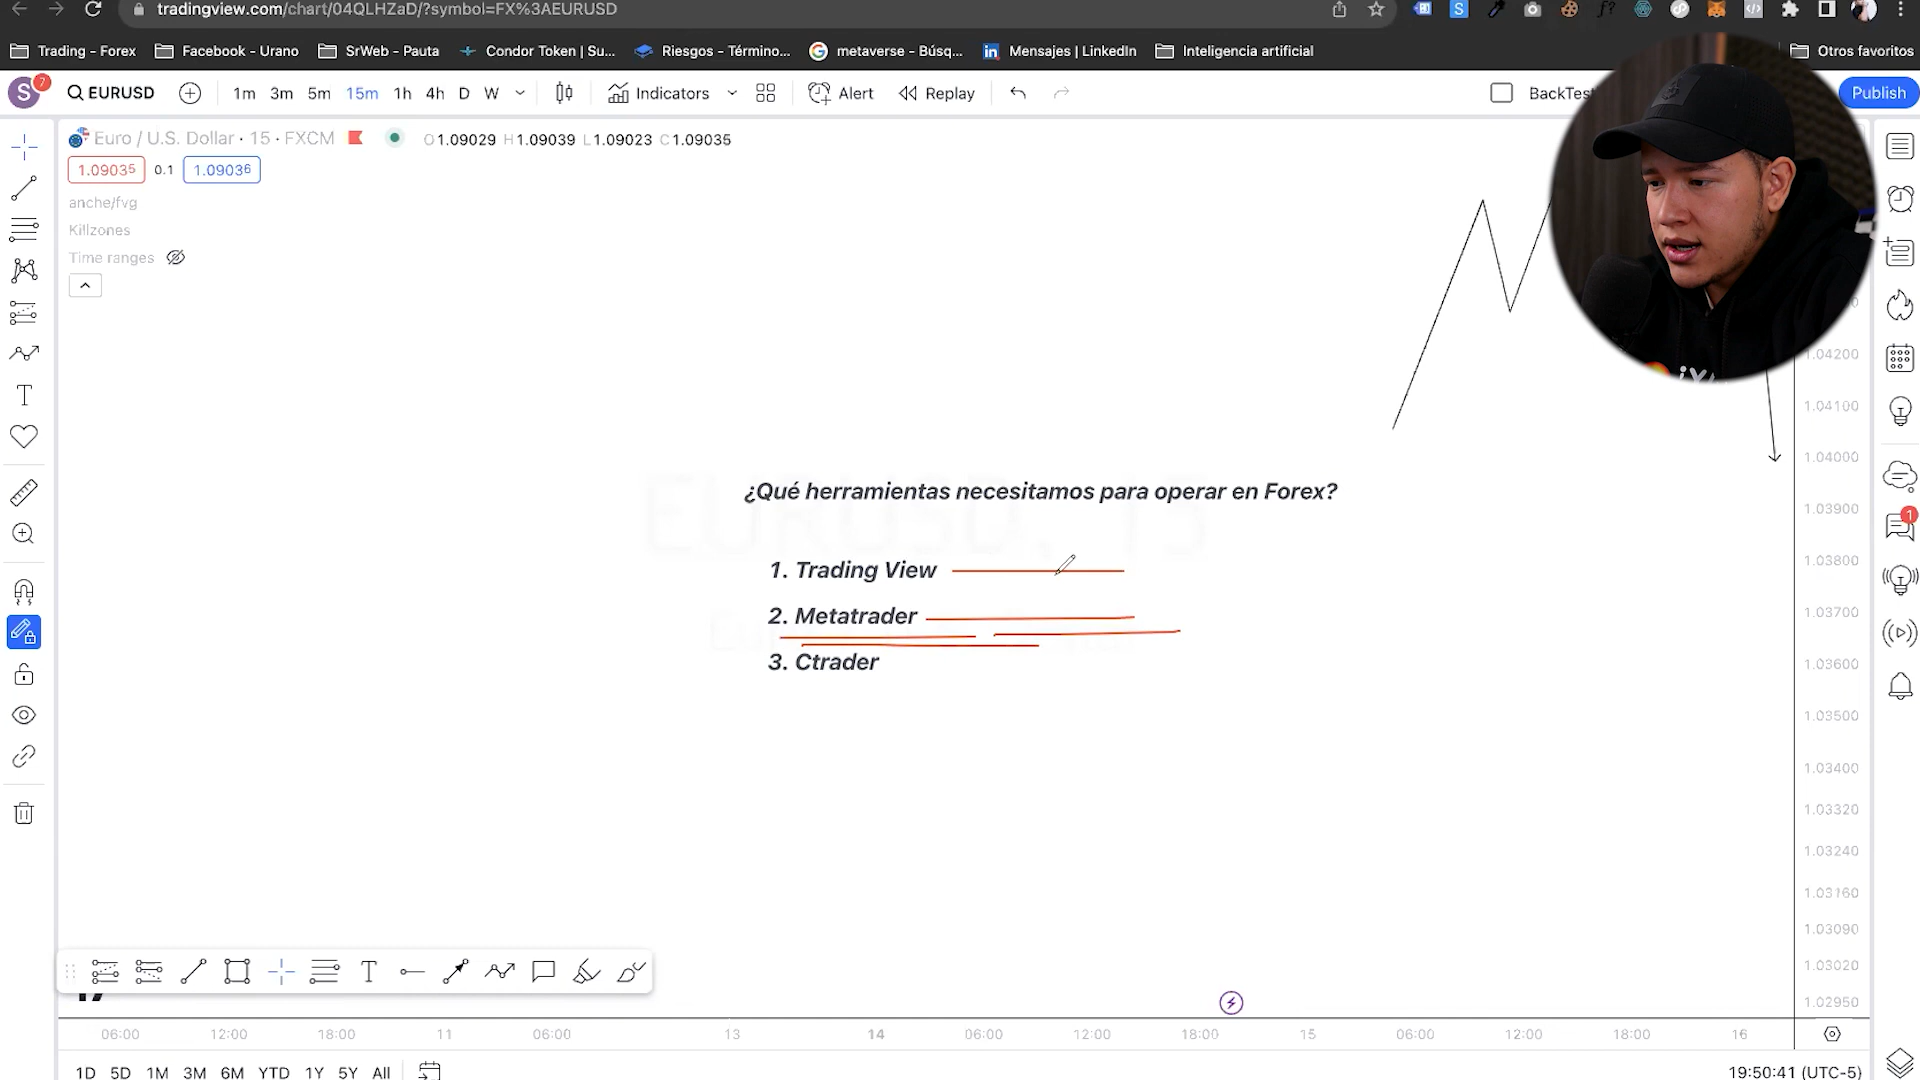 tradingview.com/chart/04QLHZaD/?symbol=FX%3AEURUSD
Trading - Forex
Facebook - Urano
SrWeb - Pauta
Condor Token | Su...
Riesgos - Término...
metaverse - Búsq...
Mensajes | LinkedIn
Inteligencia artificial
Otros favoritos
S
7
EURUSD
1m 3m 5m 15m 1h 4h D W
Indicators
Alert
Replay
BackTest
Publish
Euro / U.S. Dollar · 15 · FXCM
O1.09029 H1.09039 L1.09023 C1.09035
1.09035 0.1 1.09036
anche/fvg
Killzones
Time ranges
EURUSD, 15
¿Qué herramientas necesitamos para operar en Forex?
1. Trading View
2. Metatrader
3. Ctrader
1.04200
1.04100
1.04000
1.03900
1.03800
1.03700
1.03600
1.03500
1.03400
1.03320
1.03240
1.03160
1.03090
1.03020
1.02950
1
06:00 12:00 18:00 11 06:00 13 14 06:00 12:00 18:00 15 06:00 12:00 18:00 16
1D 5D 1M 3M 6M YTD 1Y 5Y All
19:50:41 (UTC-5)